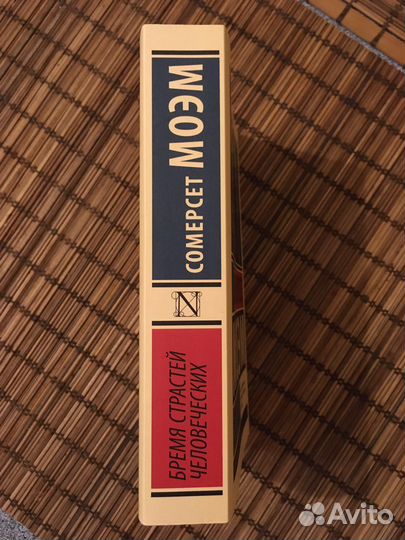 СОМЕРСЕТ МОЭМ
N
БРЕМЯ СТРАСТЕЙ
ЧЕЛОВЕЧЕСКИХ
Avito